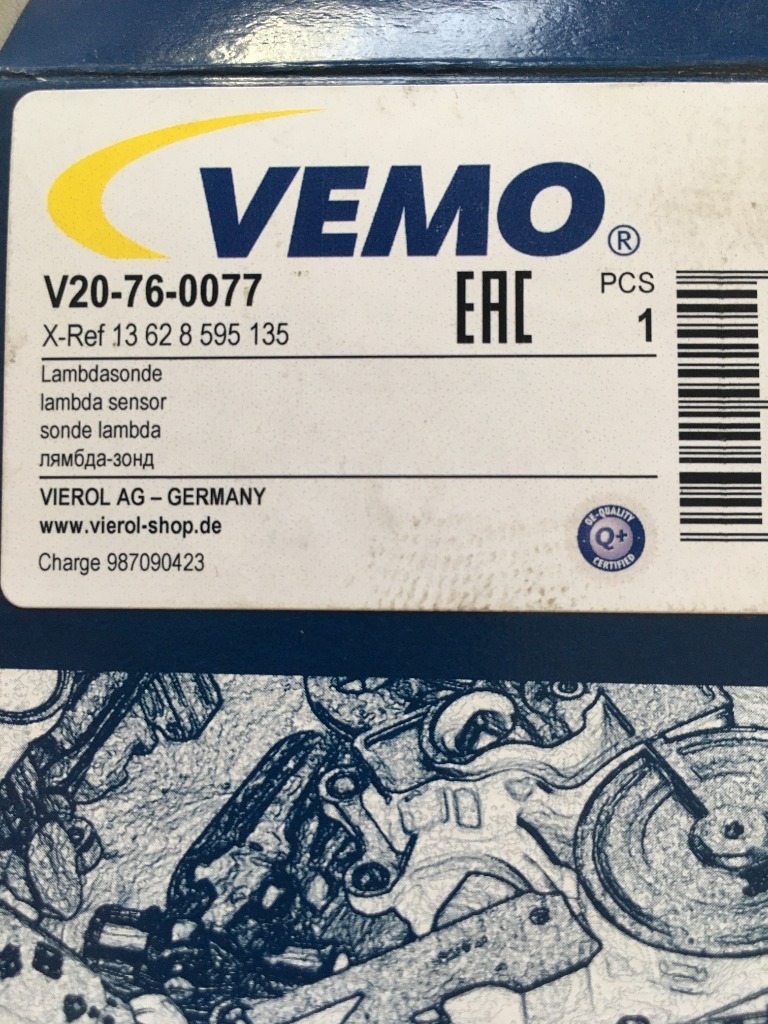 VEMO®
V20-76-0077
X-Ref 13 62 8 595 135
EAC
PCS
1
Lambdasonde
lambda sensor
sonde lambda
лямбда-зонд
VIEROL AG – GERMANY
www.vierol-shop.de
Charge 987090423
OE-QUALITY
Q+
CERTIFIED